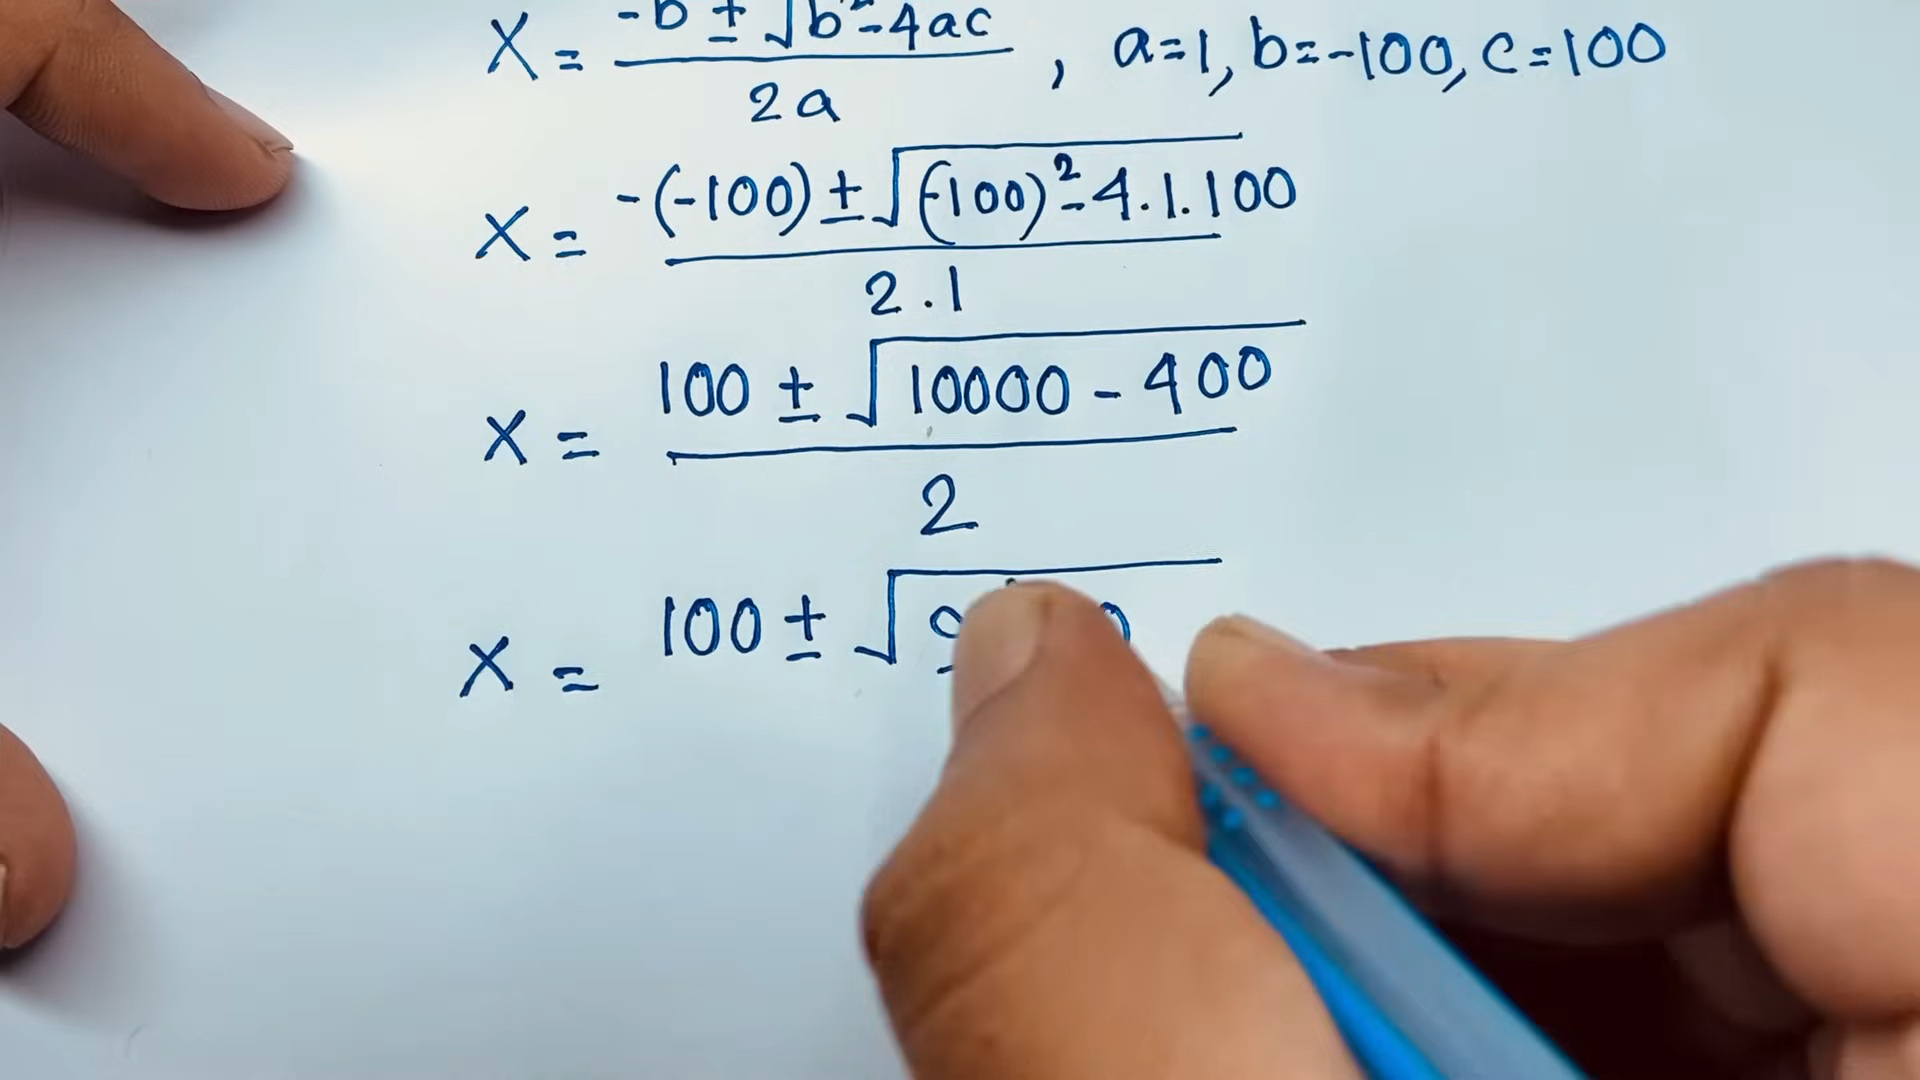 X = -b ± √b²-4ac / 2a , a=1, b=-100, c=100
X = -(-100) ± √(-100)²-4.1.100 / 2.1
X = 100 ± √10000 - 400 / 2
X = 100 ± √9